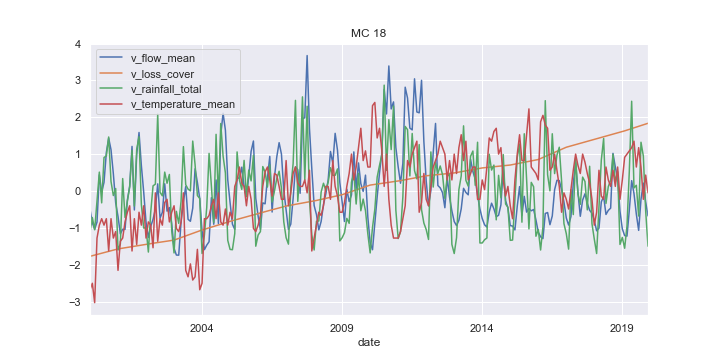 MC 18
4
3
2
1
0
−1
−2
−3
v_flow_mean
v_loss_cover
v_rainfall_total
v_temperature_mean
2004
2009
2014
2019
date